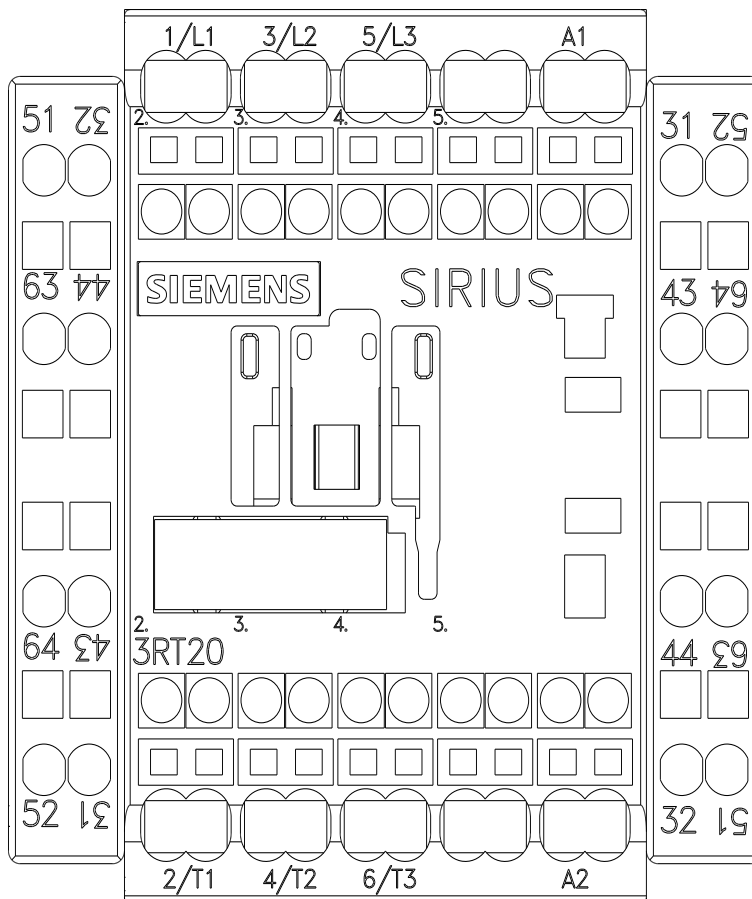 1/L1 3/L2 5/L3 A1
51 32 2. 3. 4. 5. 31 52
63 44 SIEMENS SIRIUS 43 64
2. 3. 4. 5.
64 43 3RT20 44 63
52 31 32 51
2/T1 4/T2 6/T3 A2